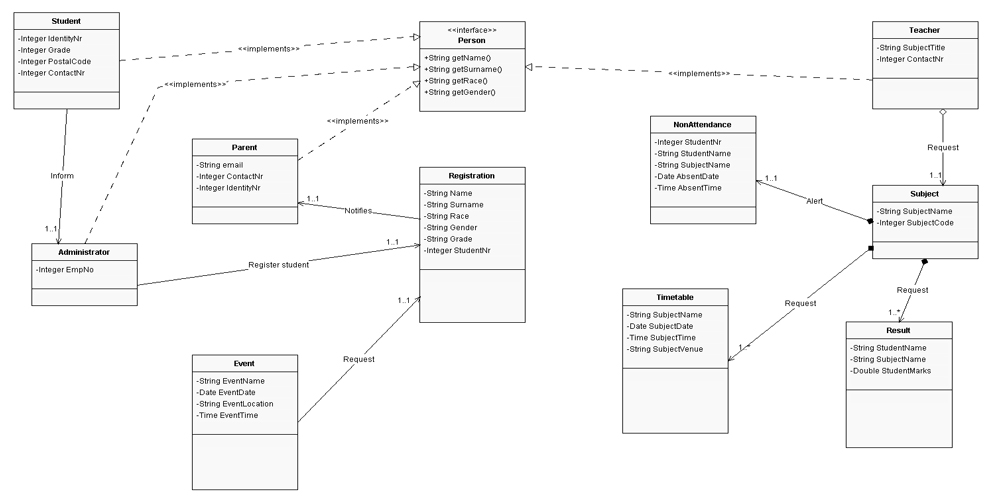 Student
-Integer IdentityNr
-Integer Grade
-Integer PostalCode
-Integer ContactNr
<<interface>>
Person
+String getName()
+String getSurname()
+String getRace()
+String getGender()
Teacher
-String SubjectTitle
-Integer ContactNr
<<implements>>
<<implements>>
<<implements>>
<<implements>>
NonAttendance
-Integer StudentNr
-String StudentName
-String SubjectName
-Date AbsentDate
-Time AbsentTime
Parent
-String email
-Integer ContactNr
-Integer IdentityNr
Request
1..1
Inform
1..1
Registration
-String Name
-String Surname
-String Race
-String Gender
-String Grade
-Integer StudentNr
1..1
Notifies
1..1
Alert
Subject
-String SubjectName
-Integer SubjectCode
Administrator
-Integer EmpNo
Register student
1..1
Request
1..*
Request
1..*
Timetable
-String SubjectName
-Date SubjectDate
-Time SubjectTime
-String SubjectVenue
Result
-String StudentName
-String SubjectName
-Double StudentMarks
1..1
Request
Event
-String EventName
-Date EventDate
-String EventLocation
-Time EventTime